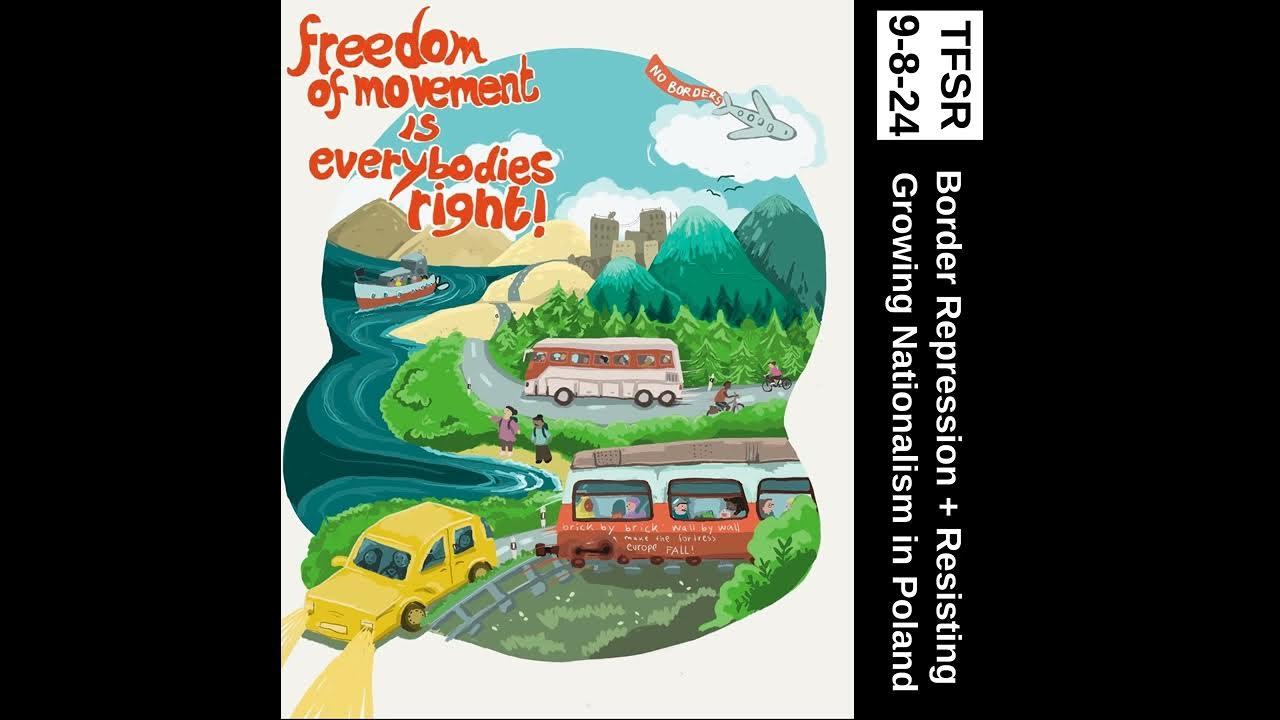 freedom
of movement
is
everybodies
right!
NO BORDERS
brick by brick wall by wall
make the fortress
europe FALL!
TFSR
9-8-24
Border Repression + Resisting
Growing Nationalism in Poland